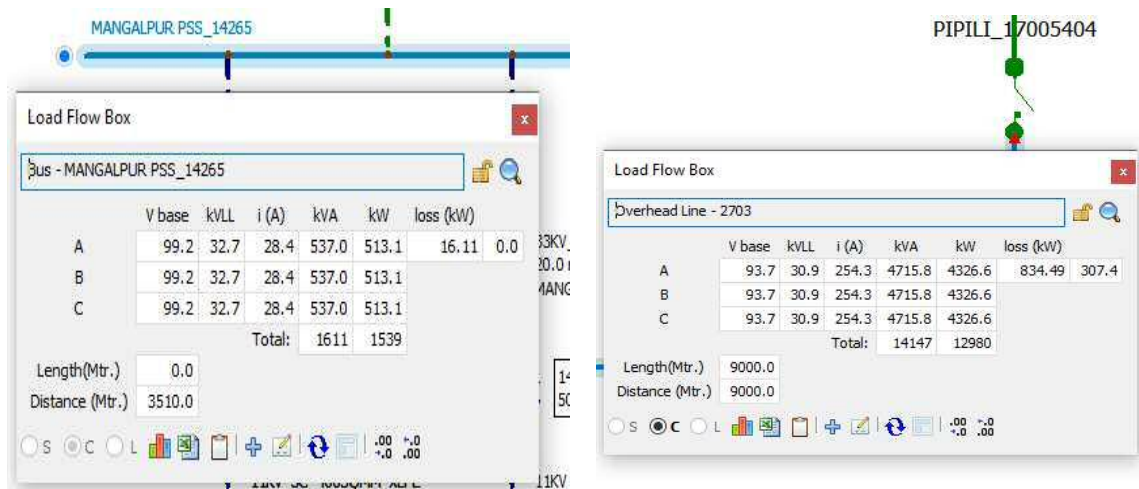 MANGALPUR PSS_14265
Load Flow Box
x
Bus - MANGALPUR PSS_14265
V base kVLL i (A) kVA kW loss (kW)
A 99.2 32.7 28.4 537.0 513.1 16.11 0.0
B 99.2 32.7 28.4 537.0 513.1
C 99.2 32.7 28.4 537.0 513.1
Total: 1611 1539
Length(Mtr.) 0.0
Distance (Mtr.) 3510.0
S C L
33KV_
20.0
MANG
14
50
11KV
PIPILI_17005404
Load Flow Box
x
Overhead Line - 2703
V base kVLL i (A) kVA kW loss (kW)
A 93.7 30.9 254.3 4715.8 4326.6 834.49 307.4
B 93.7 30.9 254.3 4715.8 4326.6
C 93.7 30.9 254.3 4715.8 4326.6
Total: 14147 12980
Length(Mtr.) 9000.0
Distance (Mtr.) 9000.0
S C L